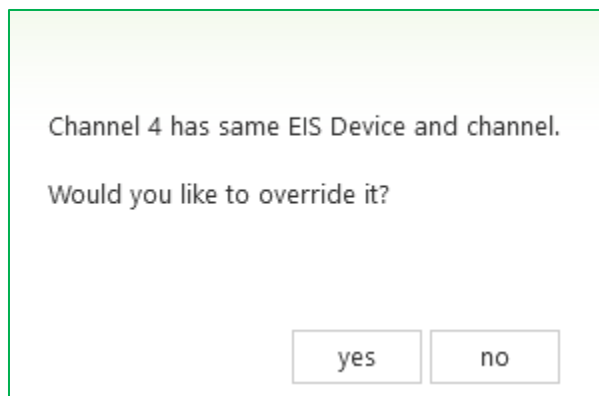 Channel 4 has same EIS Device and channel.
Would you like to override it?
yes no